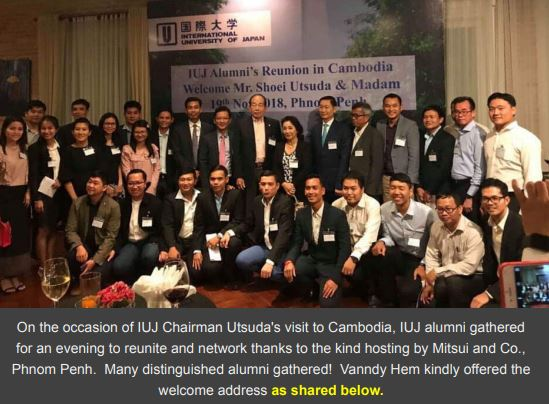 IUJ
国際大学
INTERNATIONAL
UNIVERSITY OF JAPAN
IUJ Alumni's Reunion in Cambodia
Welcome Mr. Shoei Utsuda & Madam
19th Nov 2018, Phnom Penh
On the occasion of IUJ Chairman Utsuda's visit to Cambodia, IUJ alumni gathered
for an evening to reunite and network thanks to the kind hosting by Mitsui and Co.,
Phnom Penh. Many distinguished alumni gathered! Vanndy Hem kindly offered the
welcome address as shared below.